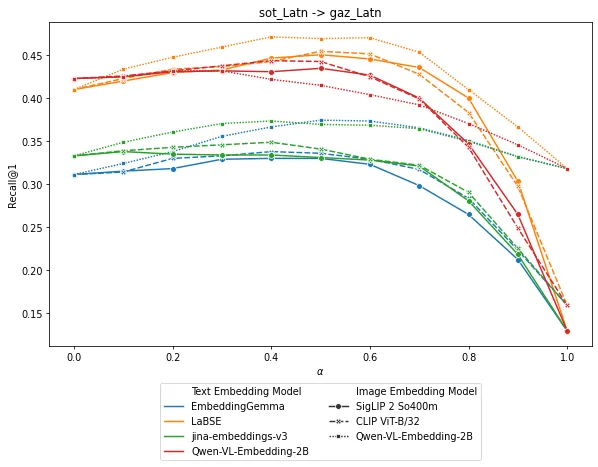 sot_Latn -> gaz_Latn
Recall@1
0.45
0.40
0.35
0.30
0.25
0.20
0.15
0.0
0.2
0.4
0.6
0.8
1.0
α
Text Embedding Model
EmbeddingGemma
LaBSE
jina-embeddings-v3
Qwen-VL-Embedding-2B
Image Embedding Model
SigLIP 2 So400m
CLIP ViT-B/32
Qwen-VL-Embedding-2B